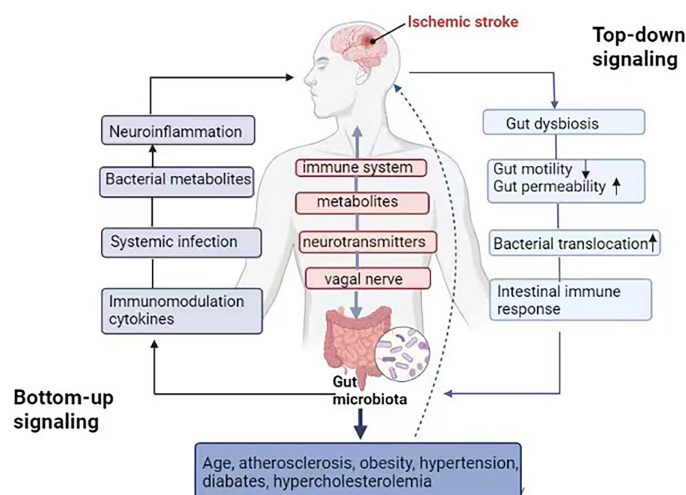 Ischemic stroke
Top-down
signaling
Neuroinflammation
Bacterial metabolites
Systemic infection
Immunomodulation
cytokines
immune system
metabolites
neurotransmitters
vagal nerve
Gut dysbiosis
Gut motility
Gut permeability
Bacterial translocation
Intestinal immune
response
Gut
microbiota
Bottom-up
signaling
Age, atherosclerosis, obesity, hypertension,
diabetes, hypercholesterolemia